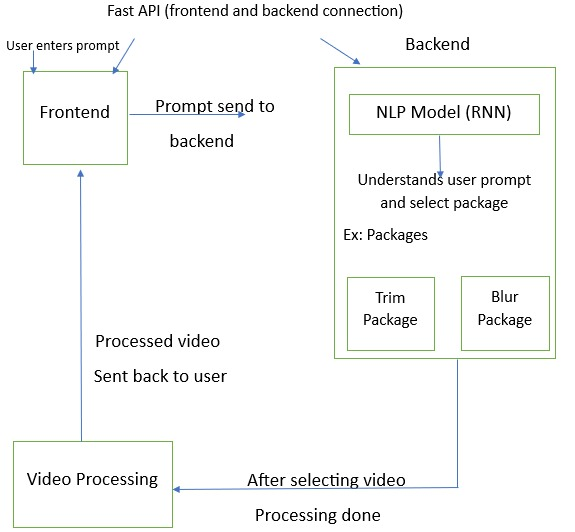 Fast API (frontend and backend connection)
User enters prompt
Backend
Frontend
Prompt send to
backend
NLP Model (RNN)
Understands user prompt
and select package
Ex: Packages
Trim
Package
Blur
Package
Processed video
Sent back to user
Video Processing
After selecting video
Processing done